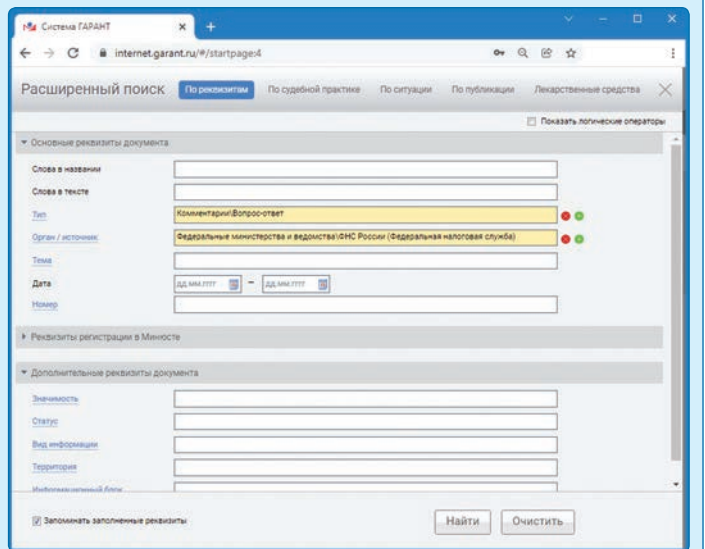 Система ГАРАНТ
internet.garant.ru/#/startpage:4
Расширенный поиск По реквизитам По судебной практике По ситуации По публикации Лекарственные средства
Показать логические операторы
Основные реквизиты документа
Слова в названии
Слова в тексте
Тип Комментарии\Вопрос-ответ
Орган / источник Федеральные министерства и ведомства\ФНС России (Федеральная налоговая служба)
Тема
Дата дд.мм.гггг – дд.мм.гггг
Номер
Реквизиты регистрации в Минюсте
Дополнительные реквизиты документа
Значимость
Статус
Вид информации
Территория
Информационный блок
Запоминать заполненные реквизиты Найти Очистить